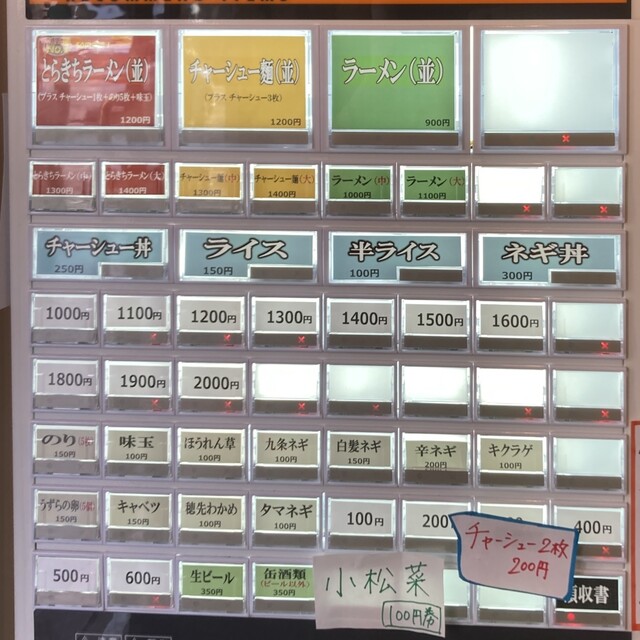 とらきちラーメン(並)
(プラス チャーシュー1枚+のり5枚+味玉)
1200円
チャーシュー麺(並)
(プラス チャーシュー3枚)
1200円
ラーメン(並)
900円
とらきちラーメン(中)
1300円
とらきちラーメン(大)
1400円
チャーシュー麺(中)
1300円
チャーシュー麺(大)
1400円
ラーメン(中)
1000円
ラーメン(大)
1100円
チャーシュー丼
250円
ライス
150円
半ライス
100円
ネギ丼
300円
1000円
1100円
1200円
1300円
1400円
1500円
1600円
1800円
1900円
2000円
のり(5枚)
150円
味玉
100円
ほうれん草
100円
九条ネギ
100円
白髪ネギ
150円
辛ネギ
200円
キクラゲ
100円
うずらの卵(5個)
150円
キャベツ
150円
穂先わかめ
100円
タマネギ
100円
100円
200
400円
チャーシュー2枚
200円
500円
600円
生ビール
350円
缶酒類
(ビール以外)
350円
小松菜
100円券
領収書